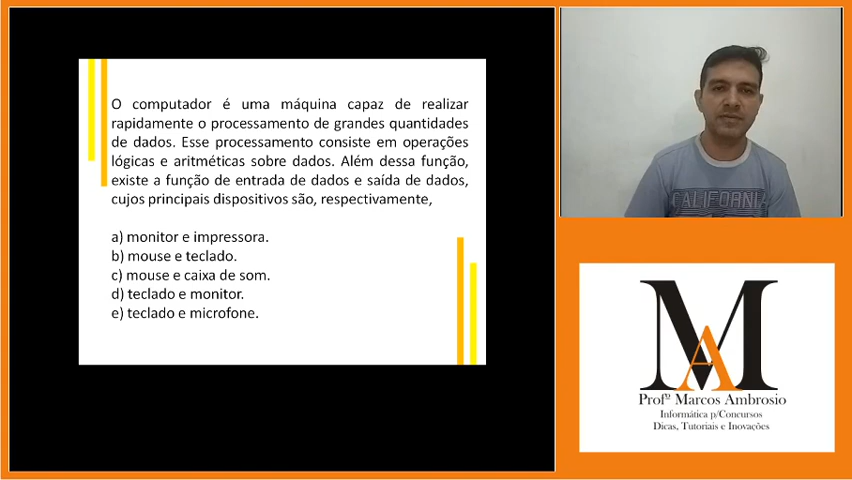 O computador é uma máquina capaz de realizar
rapidamente o processamento de grandes quantidades
de dados. Esse processamento consiste em operações
lógicas e aritméticas sobre dados. Além dessa função,
existe a função de entrada de dados e saída de dados,
cujos principais dispositivos são, respectivamente,
a) monitor e impressora.
b) mouse e teclado.
c) mouse e caixa de som.
d) teclado e monitor.
e) teclado e microfone.
CALIFORNIA
MA
Profº Marcos Ambrosio
Informática p/Concursos
Dicas, Tutoriais e Inovações